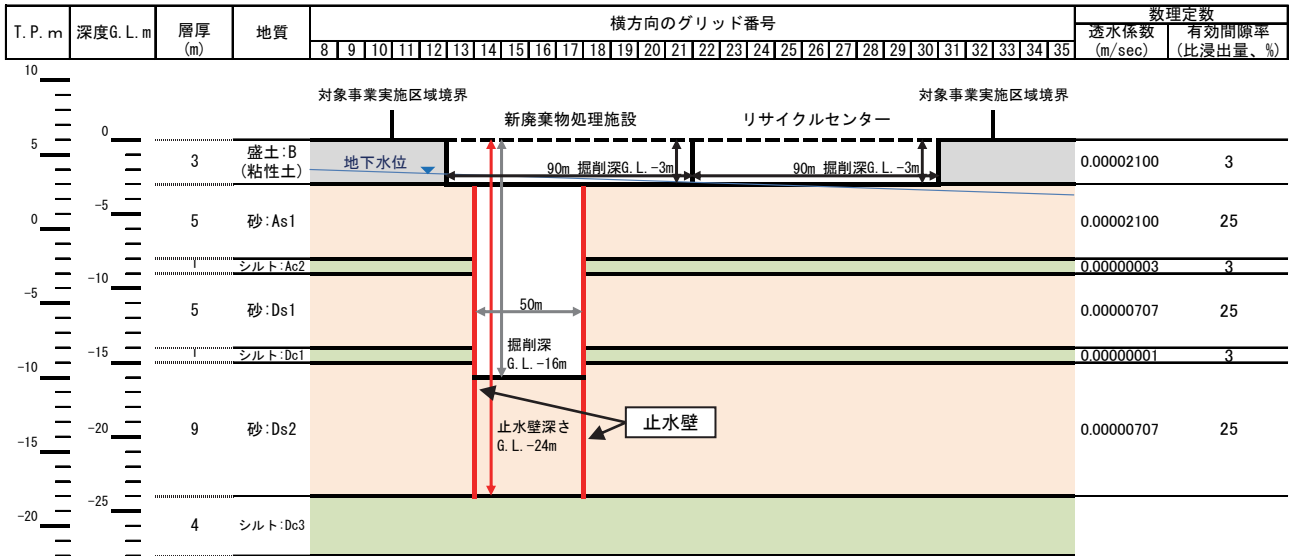 T.P.m 深度G.L.m 層厚(m) 地質 横方向のグリッド番号 数理定数
透水係数(m/sec) 有効間隙率(比浸出量、%)
8 9 10 11 12 13 14 15 16 17 18 19 20 21 22 23 24 25 26 27 28 29 30 31 32 33 34 35
10
対象事業実施区域境界 対象事業実施区域境界
新廃棄物処理施設 リサイクルセンター
5 0
3 盛土:B(粘性土) 地下水位 90m 掘削深G.L.-3m 90m 掘削深G.L.-3m 0.00002100 3
0 -5 5 砂:As1 0.00002100 25
1 シルト:Ac2 0.00000003 3
-5 -10 5 砂:Ds1 50m 0.00000707 25
-15 1 シルト:Dc1 0.00000001 3
掘削深
G.L.-16m
-10
-20 9 砂:Ds2 止水壁 0.00000707 25
止水壁深さ
G.L.-24m
-15
-25
-20 4 シルト:Dc3